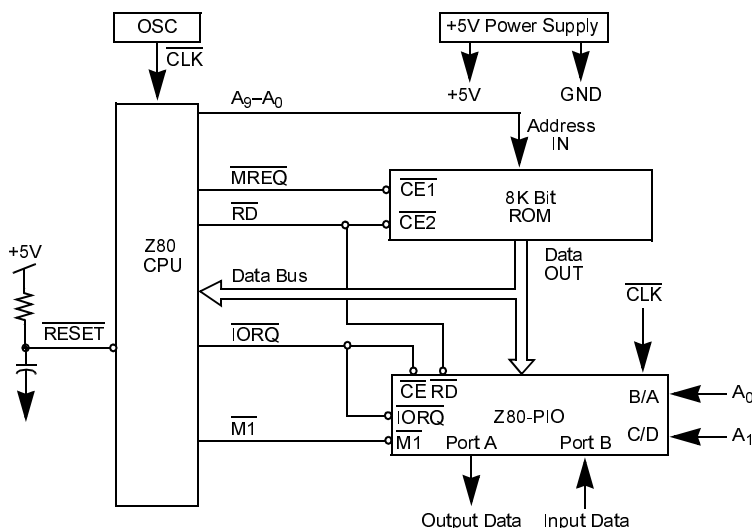 OSC
+5V Power Supply
CLK
A9–A0
+5V
GND
Address
IN
MREQ
CE1
8K Bit
ROM
RD
CE2
Z80
CPU
+5V
Data Bus
Data
OUT
CLK
RESET
IORQ
CE RD
B/A
A0
IORQ
Z80-PIO
M1
M1
Port A
Port B
C/D
A1
Output Data
Input Data